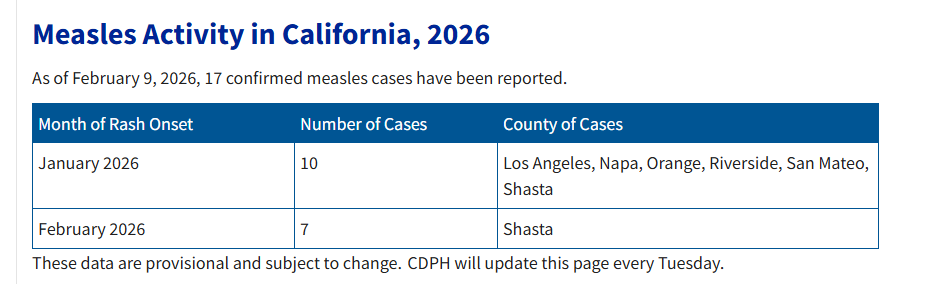 Measles Activity in California, 2026
As of February 9, 2026, 17 confirmed measles cases have been reported.
Month of Rash Onset Number of Cases County of Cases
January 2026 10 Los Angeles, Napa, Orange, Riverside, San Mateo,
Shasta
February 2026 7 Shasta
These data are provisional and subject to change. CDPH will update this page every Tuesday.